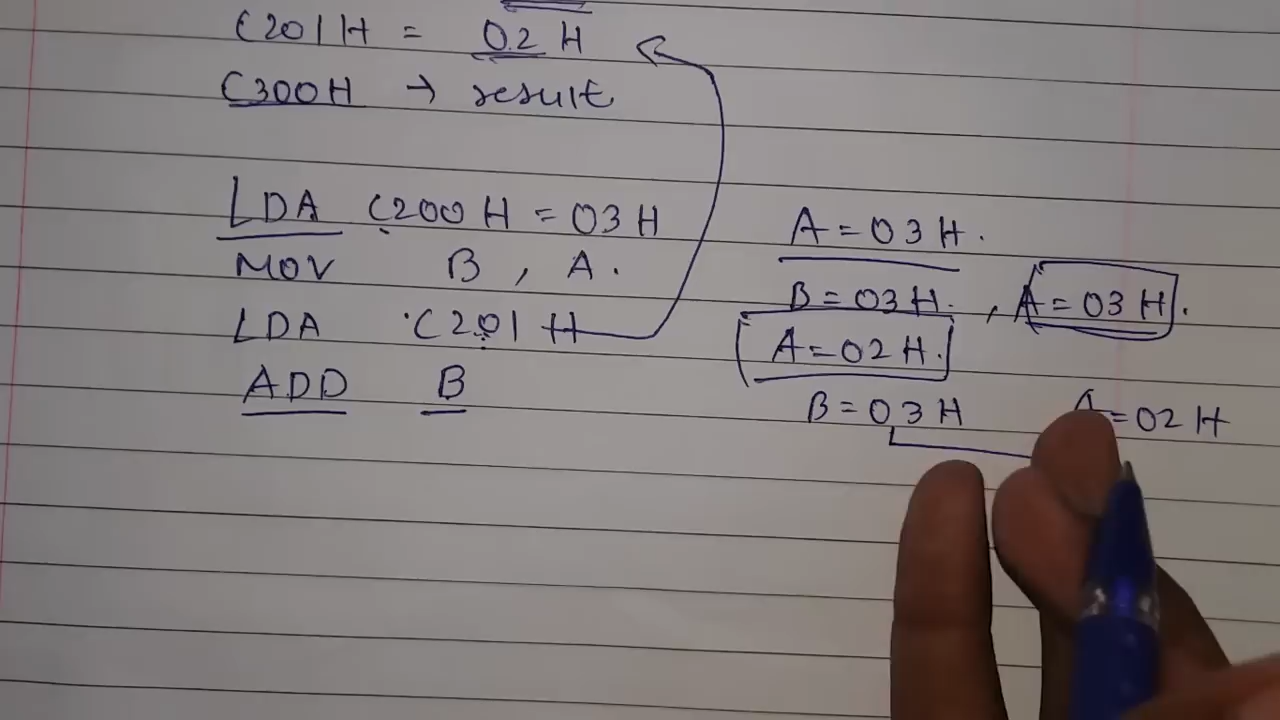 C201H = 02 H
C300H → result
LDA C200 H = 03 H
MOV B , A .
LDA C201 H
ADD B
A = 03 H .
B = 03 H . , A = 03 H .
A = 02 H .
B = 03 H A = 02 H